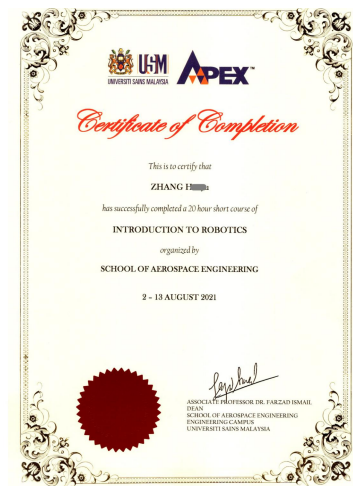 USM
UNIVERSITI SAINS MALAYSIA
APEX™
Certificate of Completion
This is to certify that
ZHANG
has successfully completed a 20 hour short course of
INTRODUCTION TO ROBOTICS
organized by
SCHOOL OF AEROSPACE ENGINEERING
2 – 13 AUGUST 2021
ASSOCIATE PROFESSOR DR. FARZAD ISMAIL
DEAN
SCHOOL OF AEROSPACE ENGINEERING
ENGINEERING CAMPUS
UNIVERSITI SAINS MALAYSIA